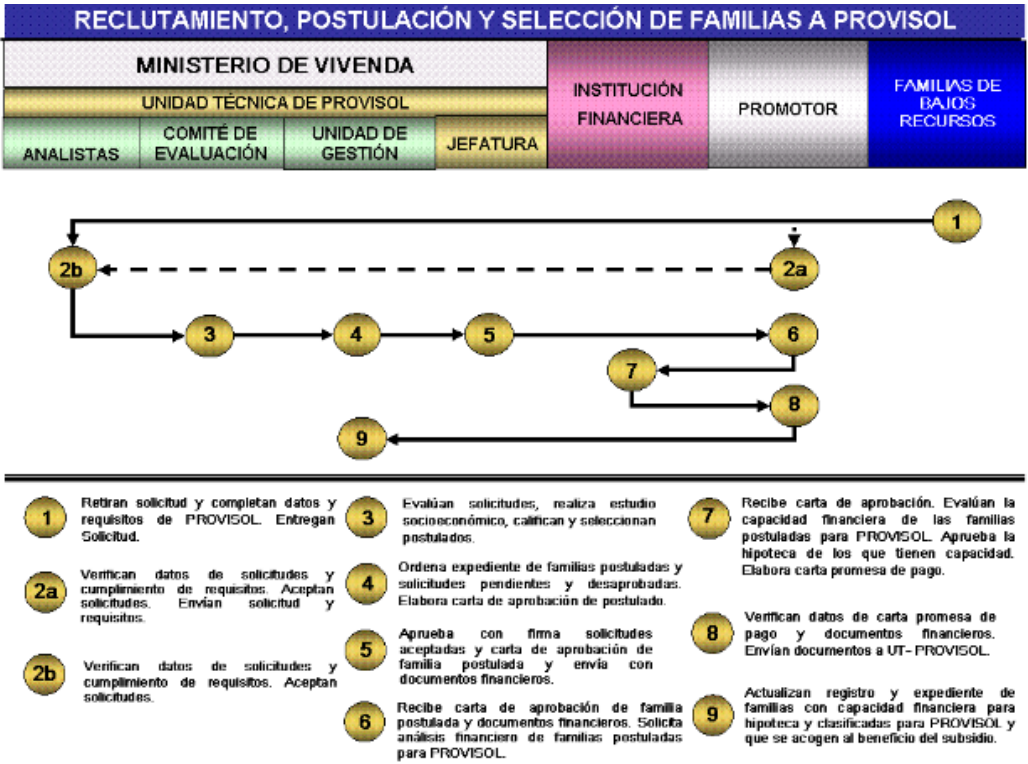 RECLUTAMIENTO, POSTULACIÓN Y SELECCIÓN DE FAMILIAS A PROVISOL
MINISTERIO DE VIVENDA
UNIDAD TÉCNICA DE PROVISOL
ANALISTAS
COMITÉ DE
EVALUACIÓN
UNIDAD DE
GESTIÓN
JEFATURA
INSTITUCIÓN
FINANCIERA
PROMOTOR
FAMILIAS DE
BAJOS
RECURSOS
1
2b
2a
3
4
5
6
7
8
9
1
Retiran solicitud y completan datos y
requisitos de PROVISOL. Entregan
Solicitud.
2a
Verifican datos de solicitudes y
cumplimiento de requisitos. Aceptan
solicitudes. Envían solicitud y
requisitos.
2b
Verifican datos de solicitudes y
cumplimiento de requisitos. Aceptan
solicitudes.
3
Evalúan solicitudes, realiza estudio
socioeconómico, califican y seleccionan
postulados.
4
Ordena expediente de familias postuladas y
solicitudes pendientes y desaprobadas.
Elabora carta de aprobación de postulado.
5
Aprueba con firma solicitudes
aceptadas y carta de aprobación de
familia postulada y envía con
documentos financieros.
6
Recibe carta de aprobación de familia
postulada y documentos financieros. Solicita
análisis financiero de familias postuladas
para PROVISOL.
7
Recibe carta de aprobación. Evalúan la
capacidad financiera de las familias
postuladas para PROVISOL. Aprueba la
hipoteca de los que tienen capacidad.
Elabora carta promesa de pago.
8
Verifican datos de carta promesa de
pago y documentos financieros.
Envían documentos a UT- PROVISOL.
9
Actualizan registro y expediente de
familias con capacidad financiera para
hipoteca y clasificadas para PROVISOL y
que se acogen al beneficio del subsidio.